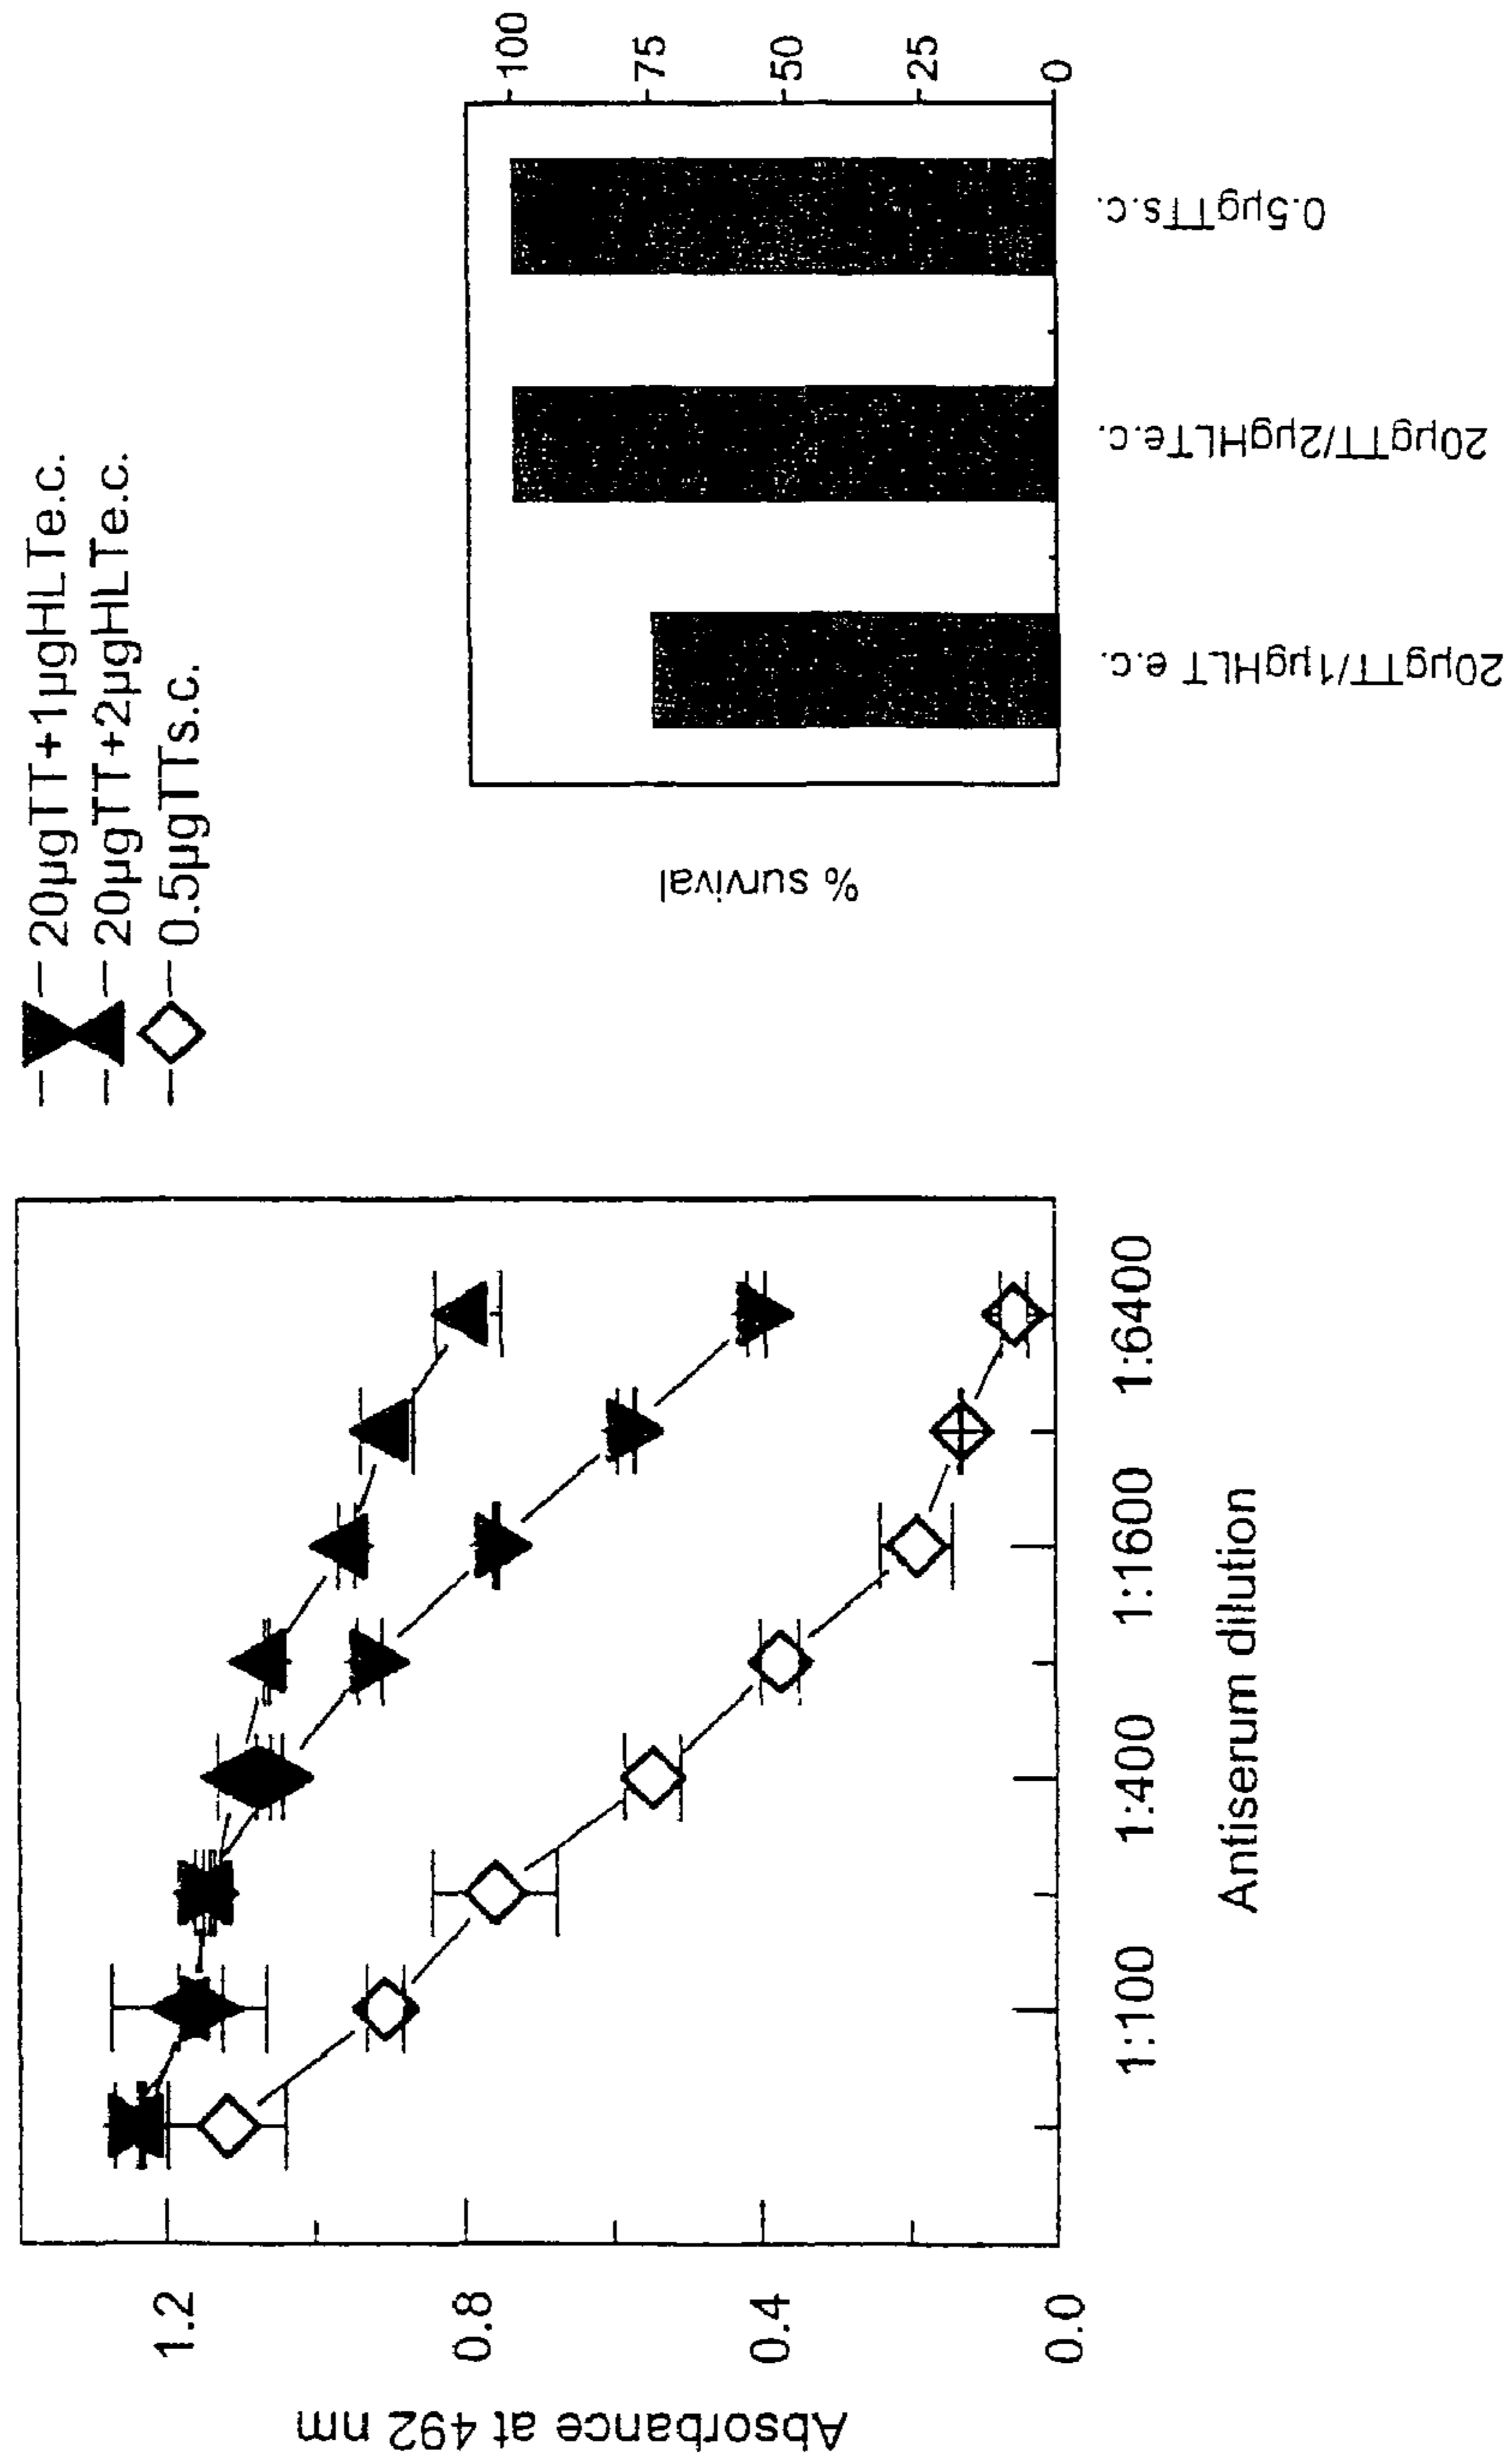 20µgTT+1µgHLTe.c.
20µgTT+2µgHLTe.c.
0.5µgTTs.c.
Absorbance at 492 nm
1.2
0.8
0.4
0.0
1:100
1:400
1:1600
1:6400
Antiserum dilution
% survival
100
75
50
25
0
20µgTT/1µgHLT e.c.
20µgTT/2µgHLTe.c.
0.5µgTTs.c.